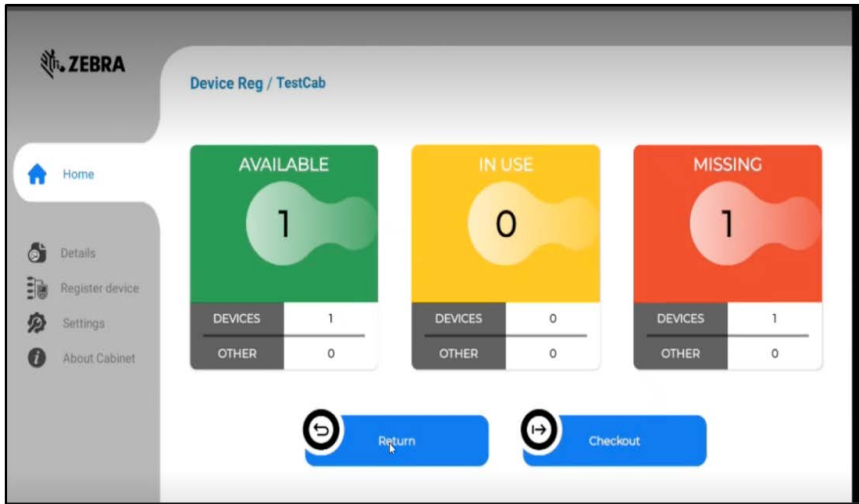 ZEBRA
Device Reg / TestCab
Home
Details
Register device
Settings
About Cabinet
AVAILABLE
1
DEVICES 1
OTHER 0
IN USE
0
DEVICES 0
OTHER 0
MISSING
1
DEVICES 1
OTHER 0
Return
Checkout